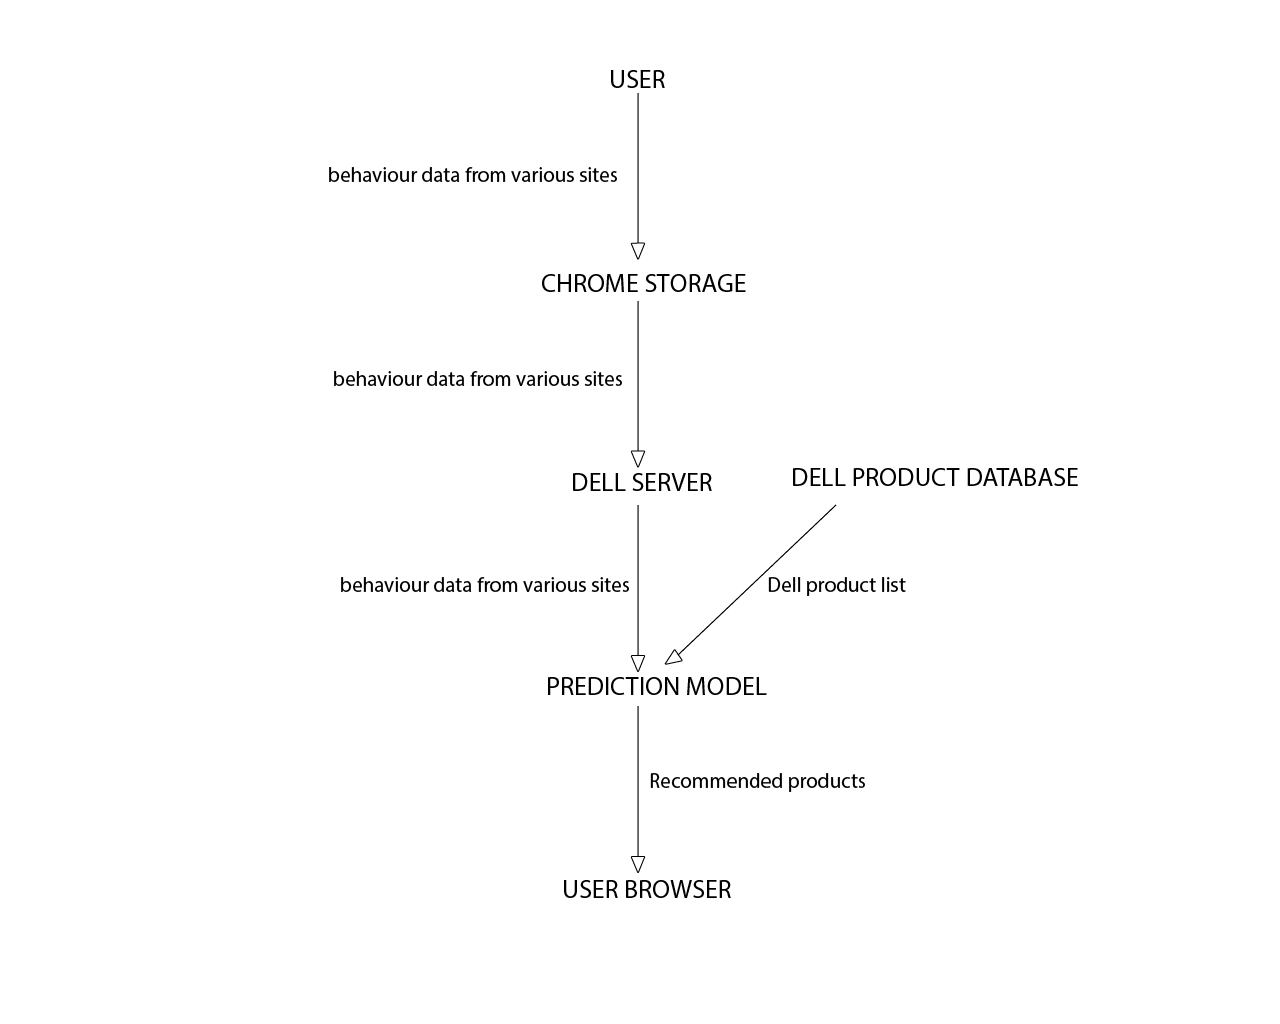 USER
behaviour data from various sites
CHROME STORAGE
behaviour data from various sites
DELL SERVER
DELL PRODUCT DATABASE
behaviour data from various sites
Dell product list
PREDICTION MODEL
Recommended products
USER BROWSER